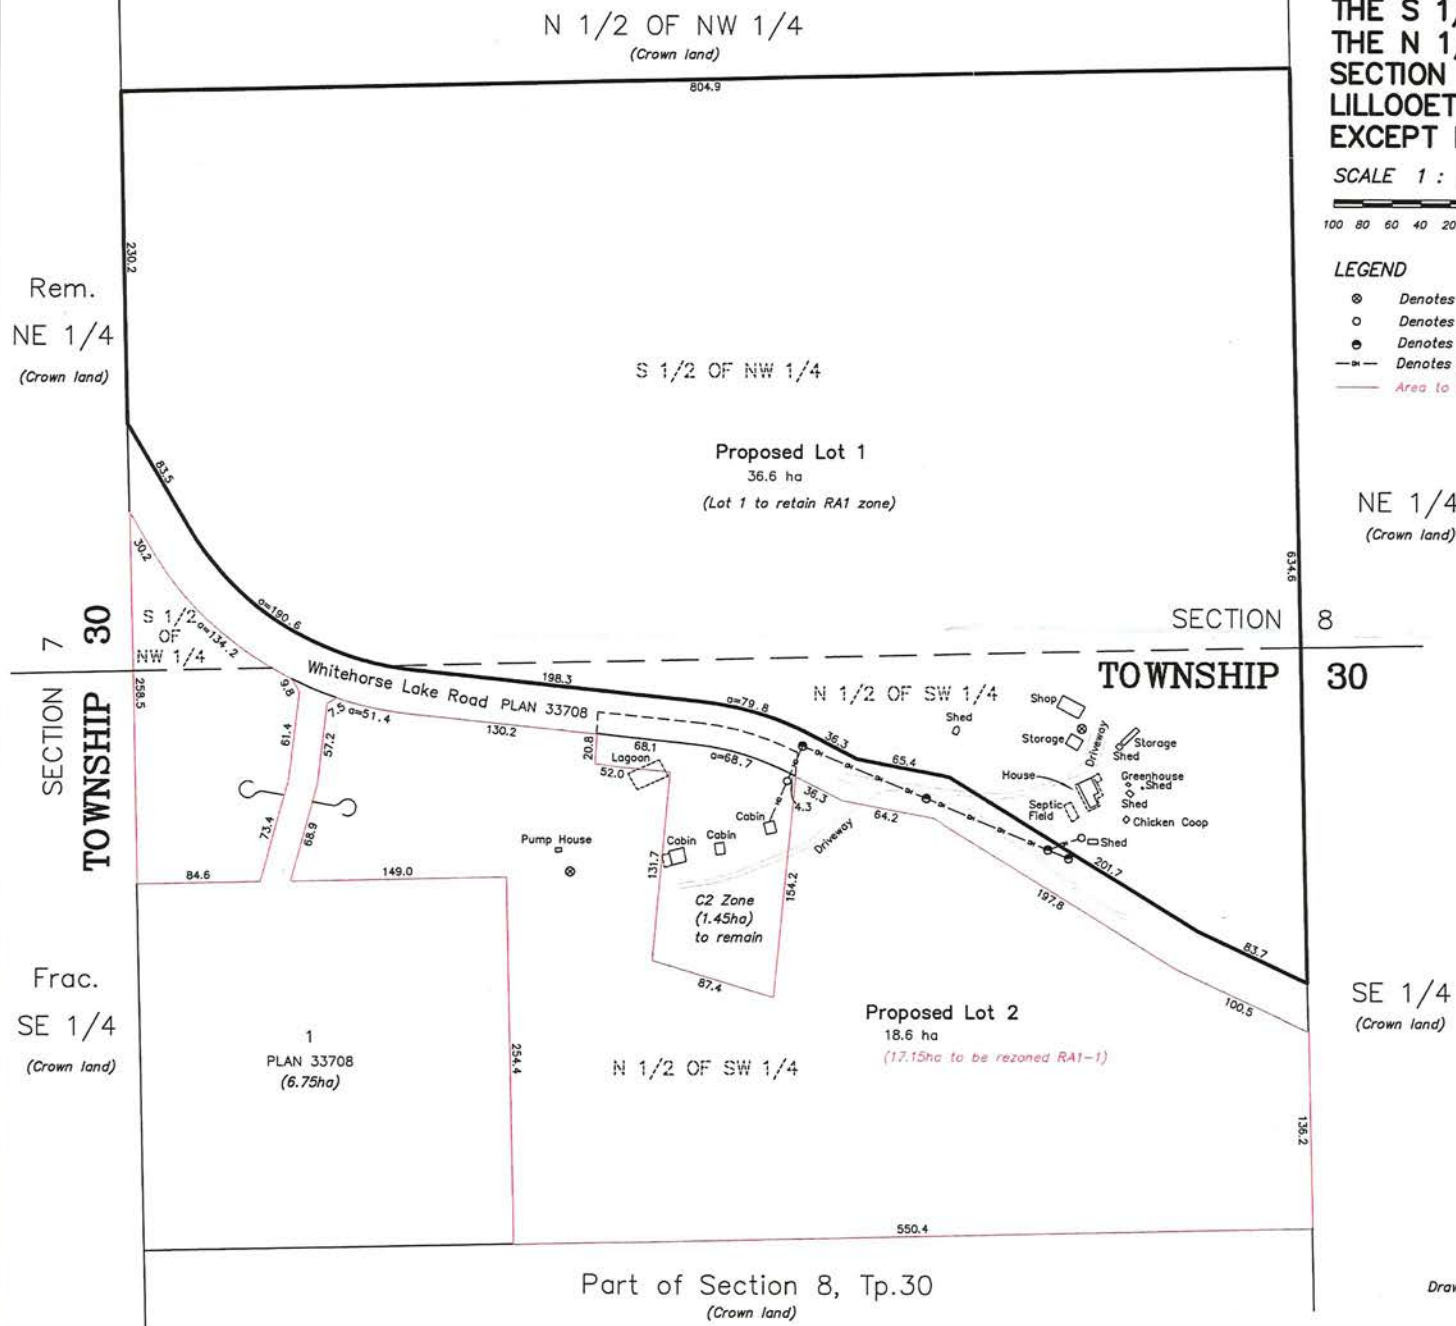 N 1/2 OF NW 1/4
(Crown land)
804.9
THE S 1/
THE N 1/
SECTION
LILLOOET
EXCEPT
SCALE 1 :
100 80 60 40 20
LEGEND
Denotes
Denotes
Denotes
Denotes
Area to
230.2
Rem.
NE 1/4
(Crown land)
S 1/2 OF NW 1/4
Proposed Lot 1
36.6 ha
(Lot 1 to retain RA1 zone)
NE 1/4
(Crown land)
634.6
83.5
30.2
a=190.6
a=134.2
S 1/2
OF
NW 1/4
SECTION 7
TOWNSHIP 30
SECTION 8
TOWNSHIP 30
258.5
Whitehorse Lake Road PLAN 33708
198.3
a=79.8
N 1/2 OF SW 1/4
9.8
7.5
a=51.4
130.2
61.4
57.2
73.4
68.9
20.8
68.1
a=68.7
Lagoon
52.0
36.3
65.4
36.3
4.3
64.2
Shed
Shop
Storage
Driveway
Storage
Shed
House
Greenhouse
Shed
Shed
Septic
Field
Chicken Coop
Shed
Cabin
Cabin
Cabin
Driveway
Pump House
84.6
149.0
131.7
154.2
C2 Zone
(1.45ha)
to remain
87.4
201.7
197.8
83.7
100.5
Frac.
SE 1/4
(Crown land)
1
PLAN 33708
(6.75ha)
254.4
N 1/2 OF SW 1/4
Proposed Lot 2
18.6 ha
(17.15ha to be rezoned RA1-1)
SE 1/4
(Crown land)
136.2
550.4
Part of Section 8, Tp.30
(Crown land)
Draw